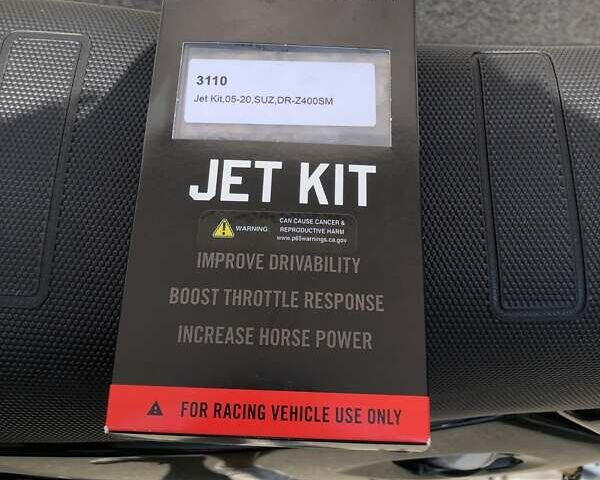 3110
Jet Kit,05-20,SUZ,DR-Z400SM
JET KIT
WARNING:
CAN CAUSE CANCER &
REPRODUCTIVE HARM
www.p65warnings.ca.gov
IMPROVE DRIVABILITY
BOOST THROTTLE RESPONSE
INCREASE HORSE POWER
FOR RACING VEHICLE USE ONLY